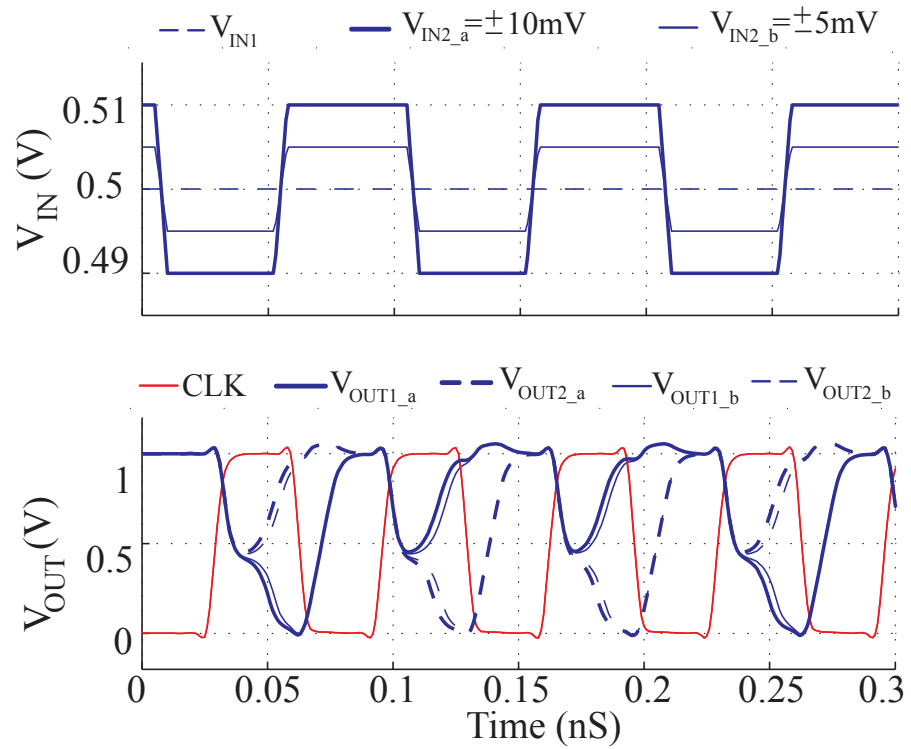 V_IN1 V_IN2_a=±10mV V_IN2_b=±5mV
V_IN (V)
0.51
0.5
0.49
CLK V_OUT1_a V_OUT2_a V_OUT1_b V_OUT2_b
V_OUT (V)
1
0.5
0
0 0.05 0.1 0.15 0.2 0.25 0.3
Time (nS)